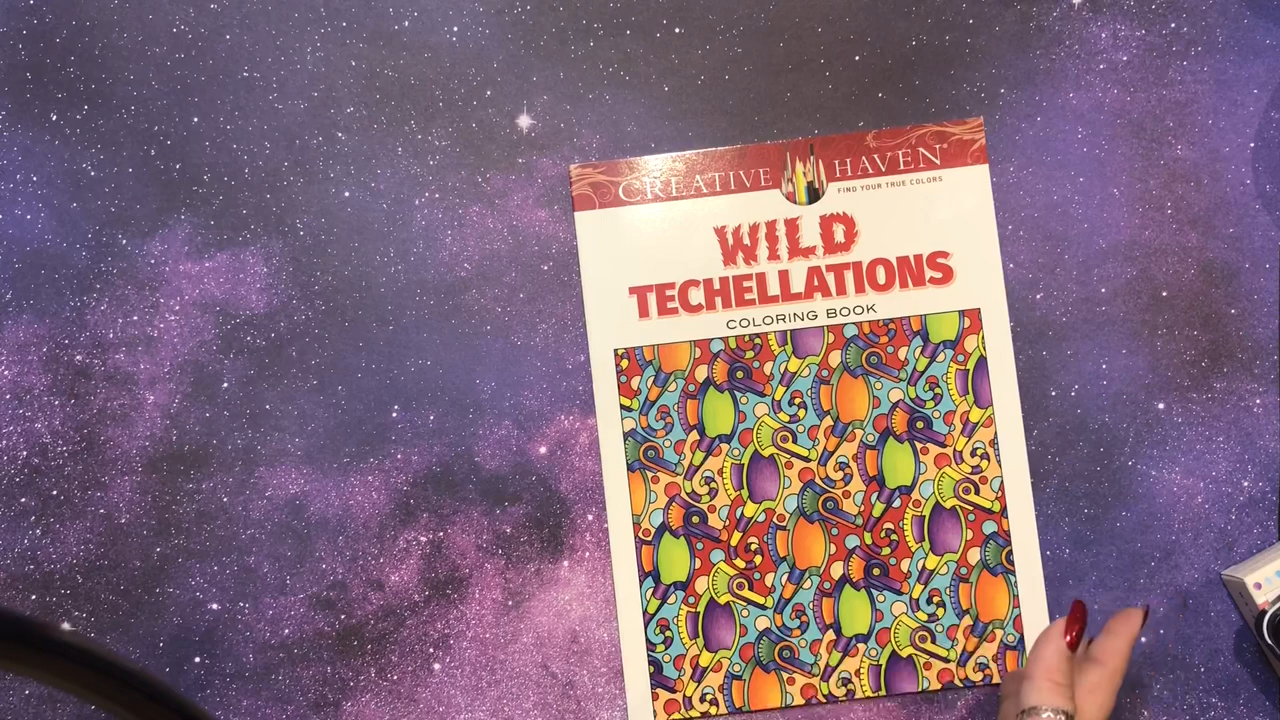 CREATIVE HAVEN®
FIND YOUR TRUE COLORS
WILD
TECHELLATIONS
COLORING BOOK